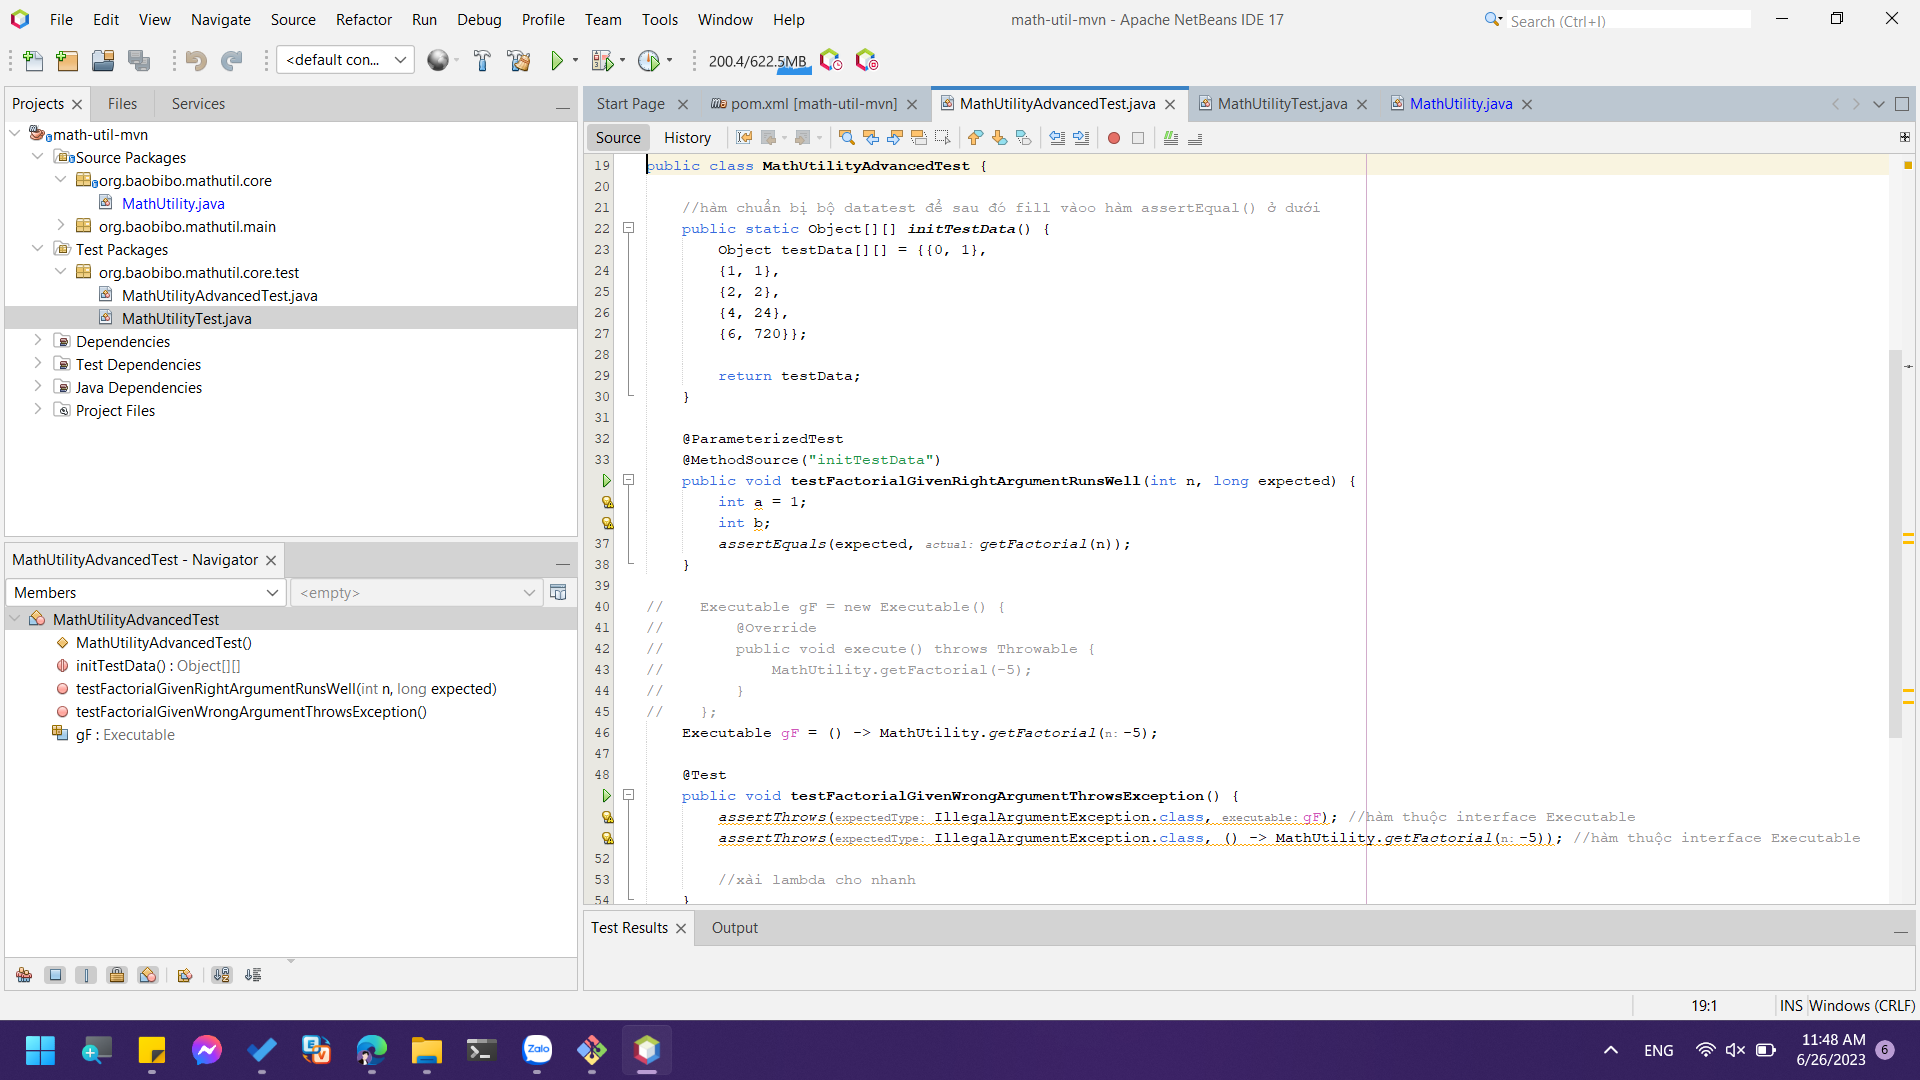 File Edit View Navigate Source Refactor Run Debug Profile Team Tools Window Help
math-util-mvn - Apache NetBeans IDE 17
Search (Ctrl+I)
<default con...
200.4/622.5MB
Projects Files Services
math-util-mvn
Source Packages
org.baobibo.mathutil.core
MathUtility.java
org.baobibo.mathutil.main
Test Packages
org.baobibo.mathutil.core.test
MathUtilityAdvancedTest.java
MathUtilityTest.java
Dependencies
Test Dependencies
Java Dependencies
Project Files
MathUtilityAdvancedTest - Navigator
Members <empty>
MathUtilityAdvancedTest
MathUtilityAdvancedTest()
initTestData() : Object[][]
testFactorialGivenRightArgumentRunsWell(int n, long expected)
testFactorialGivenWrongArgumentThrowsException()
gF : Executable
Start Page pom.xml [math-util-mvn] MathUtilityAdvancedTest.java MathUtilityTest.java MathUtility.java
Source History
19 public class MathUtilityAdvancedTest {
20
21 //hàm chuẩn bị bộ datatest để sau đó fill vàoo hàm assertEqual() ở dưới
22 public static Object[][] initTestData() {
23 Object testData[][] = {{0, 1},
24 {1, 1},
25 {2, 2},
26 {4, 24},
27 {6, 720}};
28
29 return testData;
30 }
31
32 @ParameterizedTest
33 @MethodSource("initTestData")
public void testFactorialGivenRightArgumentRunsWell(int n, long expected) {
int a = 1;
int b;
37 assertEquals(expected, actual: getFactorial(n));
38 }
39
40 // Executable gF = new Executable() {
41 // @Override
42 // public void execute() throws Throwable {
43 // MathUtility.getFactorial(-5);
44 // }
45 // };
46 Executable gF = () -> MathUtility.getFactorial(n: -5);
47
48 @Test
public void testFactorialGivenWrongArgumentThrowsException() {
assertThrows(expectedType: IllegalArgumentException.class, executable: gF); //hàm thuộc interface Executable
assertThrows(expectedType: IllegalArgumentException.class, () -> MathUtility.getFactorial(n: -5)); //hàm thuộc interface Executable
52
53 //xài lambda cho nhanh
54 }
Test Results Output
19:1 INS Windows (CRLF)
Zalo
ENG
11:48 AM
6/26/2023
6